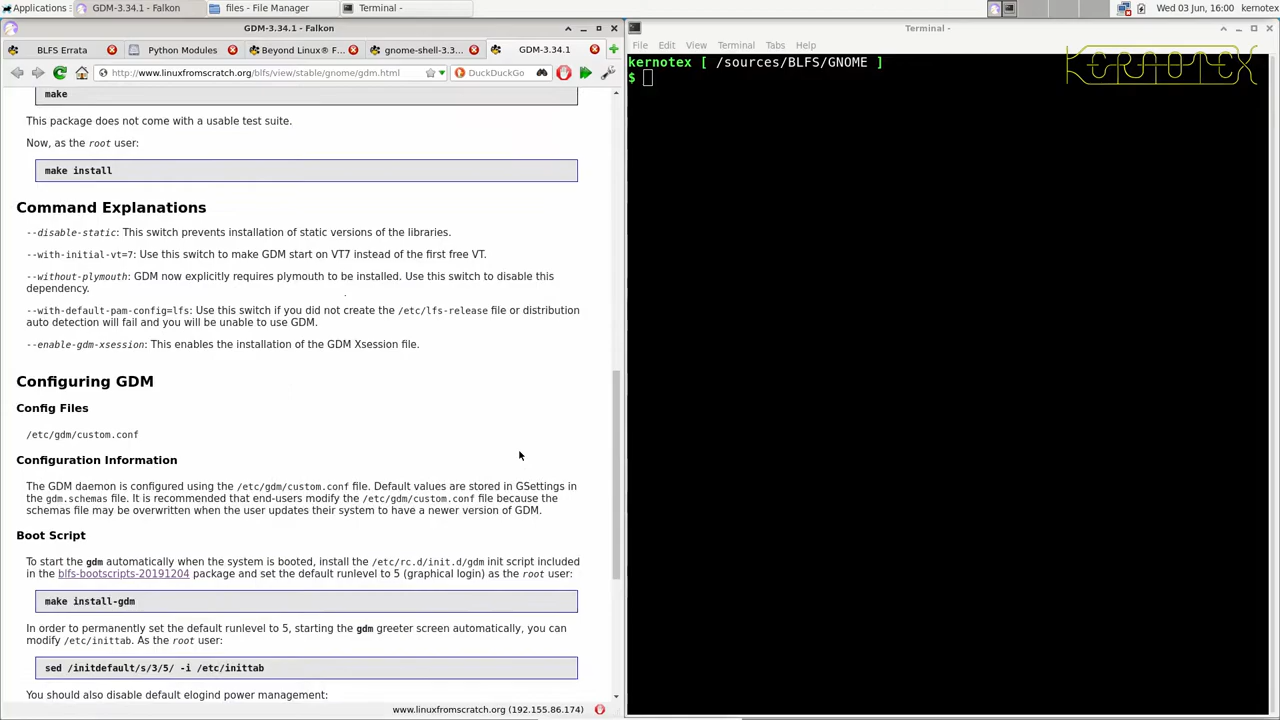 Applications
GDM-3.34.1 - Falkon
files - File Manager
Terminal -
Wed 03 Jun, 16:00
kernotex
GDM-3.34.1 - Falkon
BLFS Errata
Python Modules
Beyond Linux® F...
gnome-shell-3.3...
GDM-3.34.1
http://www.linuxfromscratch.org/blfs/view/stable/gnome/gdm.html
DuckDuckGo
make
This package does not come with a usable test suite.
Now, as the root user:
make install
Command Explanations
--disable-static: This switch prevents installation of static versions of the libraries.
--with-initial-vt=7: Use this switch to make GDM start on VT7 instead of the first free VT.
--without-plymouth: GDM now explicitly requires plymouth to be installed. Use this switch to disable this
dependency.
--with-default-pam-config=lfs: Use this switch if you did not create the /etc/lfs-release file or distribution
auto detection will fail and you will be unable to use GDM.
--enable-gdm-xsession: This enables the installation of the GDM Xsession file.
Configuring GDM
Config Files
/etc/gdm/custom.conf
Configuration Information
The GDM daemon is configured using the /etc/gdm/custom.conf file. Default values are stored in GSettings in
the gdm.schemas file. It is recommended that end-users modify the /etc/gdm/custom.conf file because the
schemas file may be overwritten when the user updates their system to have a newer version of GDM.
Boot Script
To start the gdm automatically when the system is booted, install the /etc/rc.d/init.d/gdm init script included
in the blfs-bootscripts-20191204 package and set the default runlevel to 5 (graphical login) as the root user:
make install-gdm
In order to permanently set the default runlevel to 5, starting the gdm greeter screen automatically, you can
modify /etc/inittab. As the root user:
sed /initdefault/s/3/5/ -i /etc/inittab
You should also disable default elogind power management:
www.linuxfromscratch.org (192.155.86.174)
Terminal -
File Edit View Terminal Tabs Help
kernotex [ /sources/BLFS/GNOME ]
$
KERNOTEX